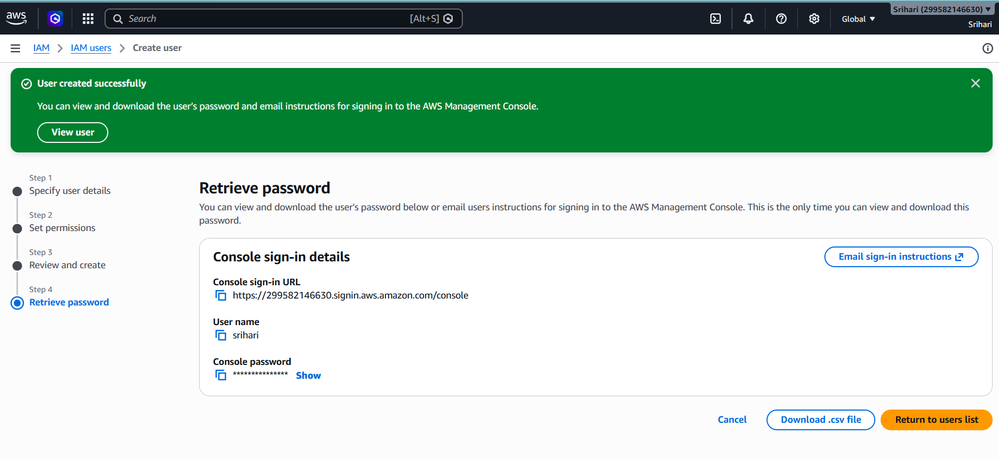 aws
Search
[Alt+S]
Global
Srihari (299582146630)
Srihari
IAM
IAM users
Create user
User created successfully
You can view and download the user's password and email instructions for signing in to the AWS Management Console.
View user
Step 1
Specify user details
Step 2
Set permissions
Step 3
Review and create
Step 4
Retrieve password
Retrieve password
You can view and download the user's password below or email users instructions for signing in to the AWS Management Console. This is the only time you can view and download this
password.
Console sign-in details
Email sign-in instructions
Console sign-in URL
https://299582146630.signin.aws.amazon.com/console
User name
srihari
Console password
*************** Show
Cancel
Download .csv file
Return to users list